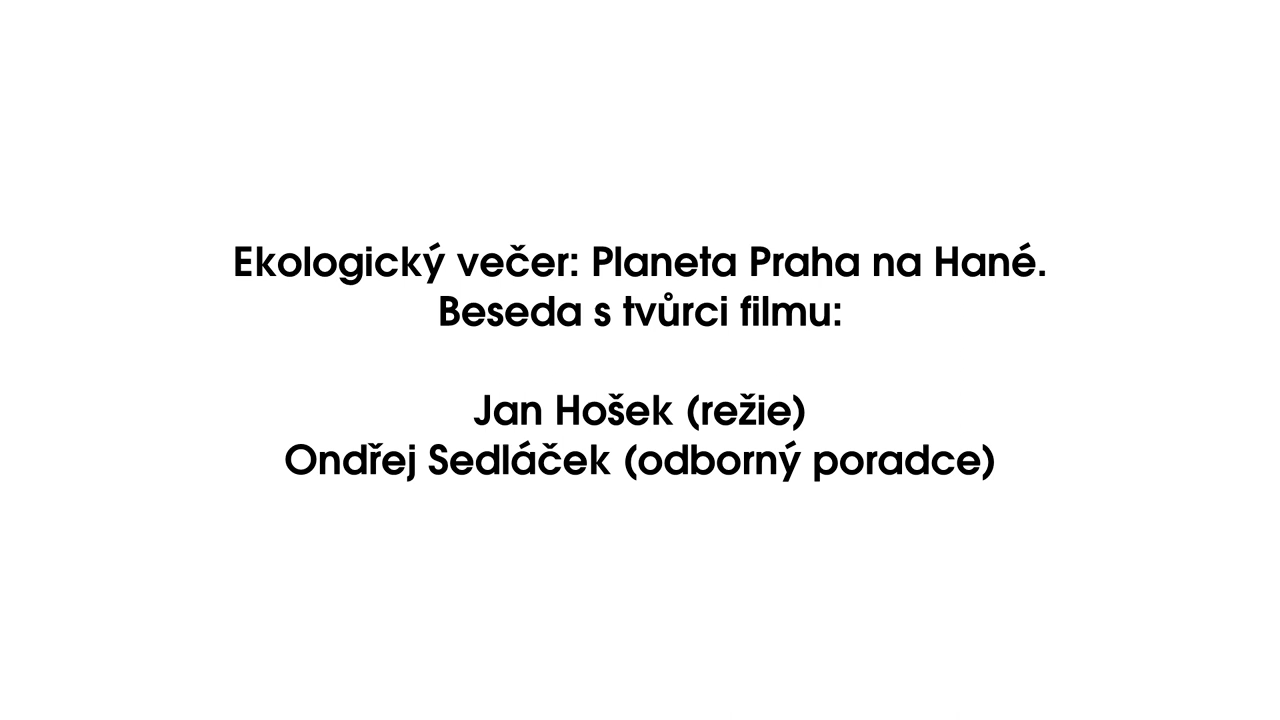 Ekologický večer: Planeta Praha na Hané.
Beseda s tvůrci filmu:
Jan Hošek (režie)
Ondřej Sedláček (odborný poradce)